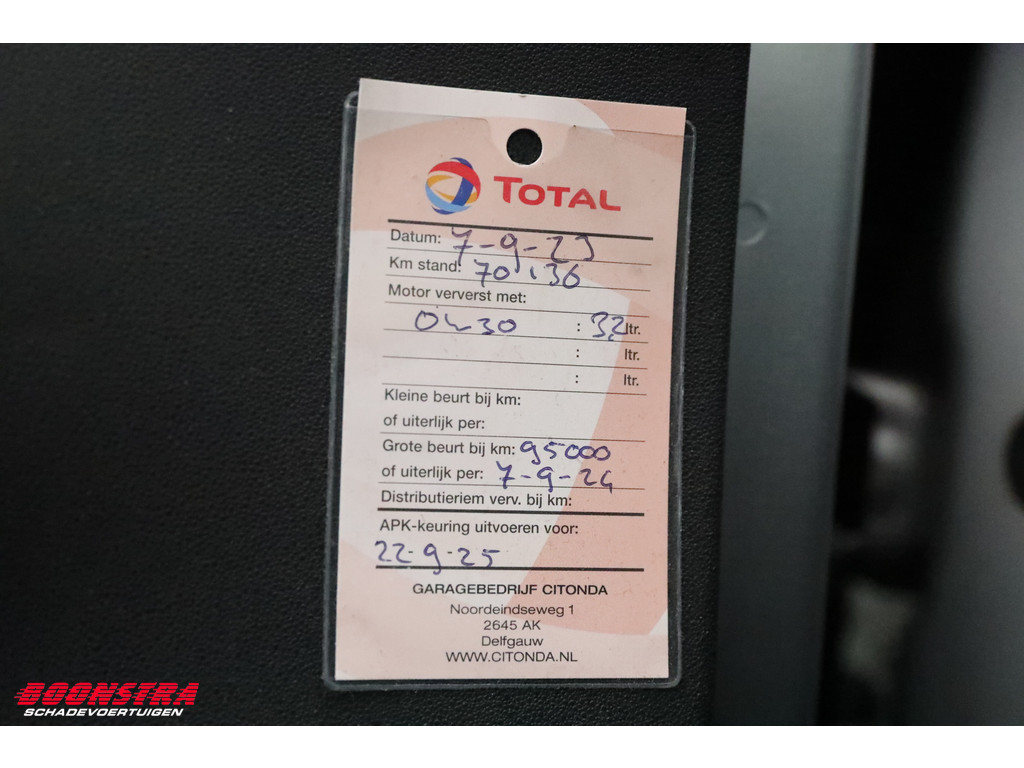 TOTAL
Datum: 7-9-23
Km stand: 70.136
Motor ververst met:
0W30 : 3,2 ltr.
: ltr.
: ltr.
Kleine beurt bij km:
of uiterlijk per:
Grote beurt bij km: 95000
of uiterlijk per: 7-9-24
Distributieriem verv. bij km:
APK-keuring uitvoeren voor:
22-9-25
GARAGEBEDRIJF CITONDA
Noordeindseweg 1
2645 AK
Delfgauw
WWW.CITONDA.NL
BOONSTRA
SCHADEVOERTUIGEN